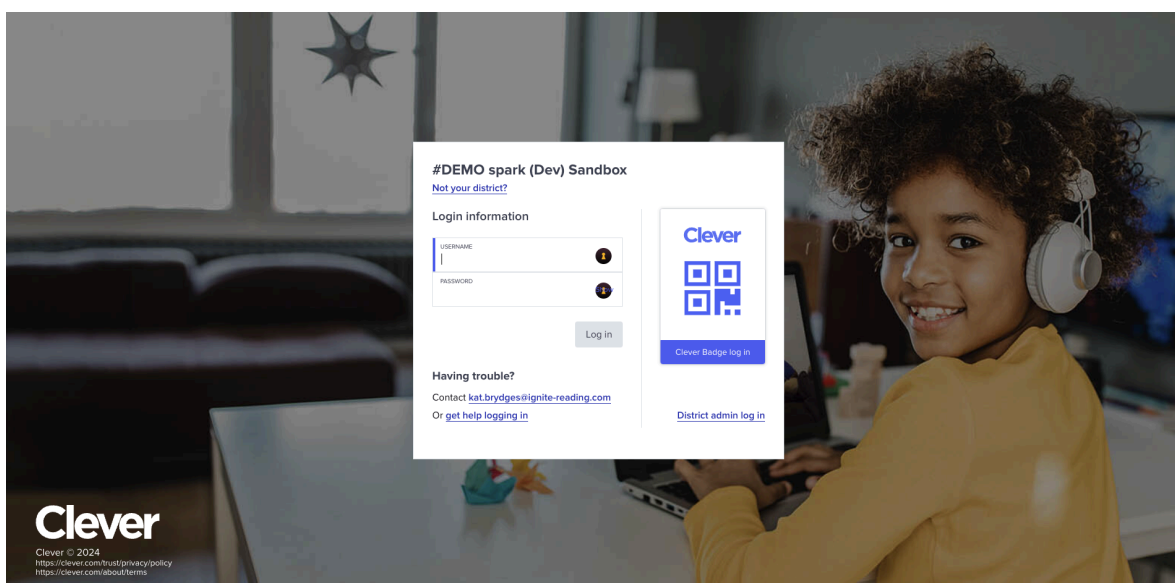 #DEMO spark (Dev) Sandbox
Not your district?
Login information
USERNAME
PASSWORD
Log in
Having trouble?
Contact kat.brydges@ignite-reading.com
Or get help logging in
Clever
Clever Badge log in
District admin log in
Clever
Clever © 2024
https://clever.com/trust/privacy/policy
https://clever.com/about/terms